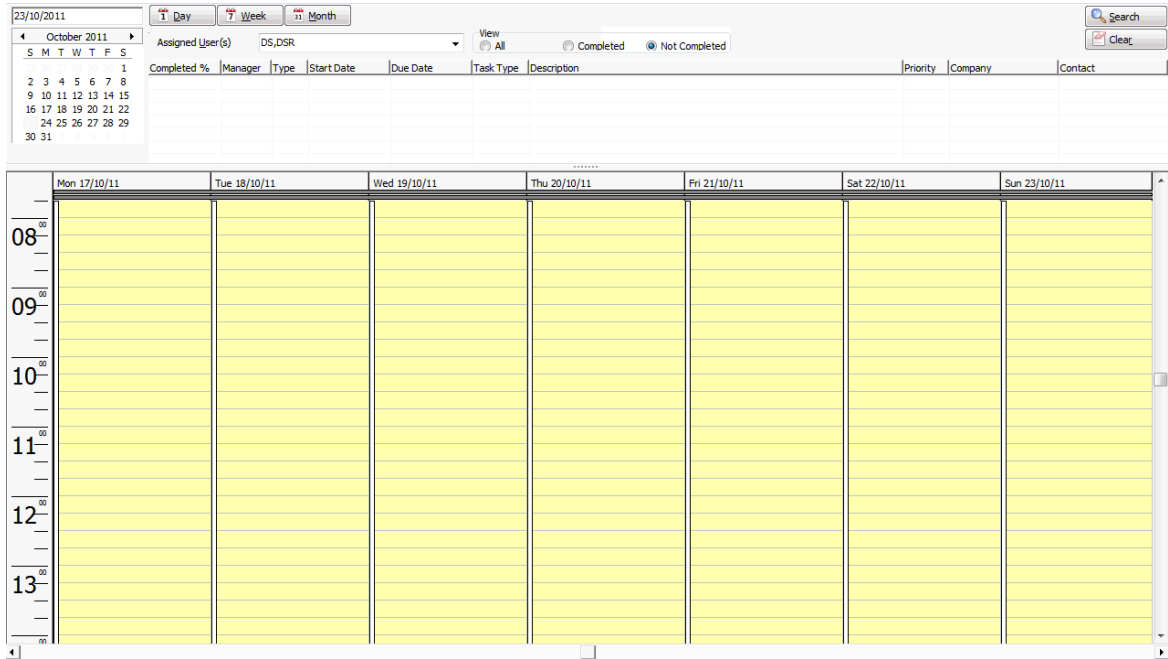 23/10/2011
1 Day 7 Week 31 Month
Search
October 2011
Assigned User(s) DS,DSR
View
All Completed Not Completed
Clear
S M T W T F S
1
2 3 4 5 6 7 8
9 10 11 12 13 14 15
16 17 18 19 20 21 22
24 25 26 27 28 29
30 31
Completed % Manager Type Start Date Due Date Task Type Description Priority Company Contact
Mon 17/10/11 Tue 18/10/11 Wed 19/10/11 Thu 20/10/11 Fri 21/10/11 Sat 22/10/11 Sun 23/10/11
08 00
09 00
10 00
11 00
12 00
13 00
00